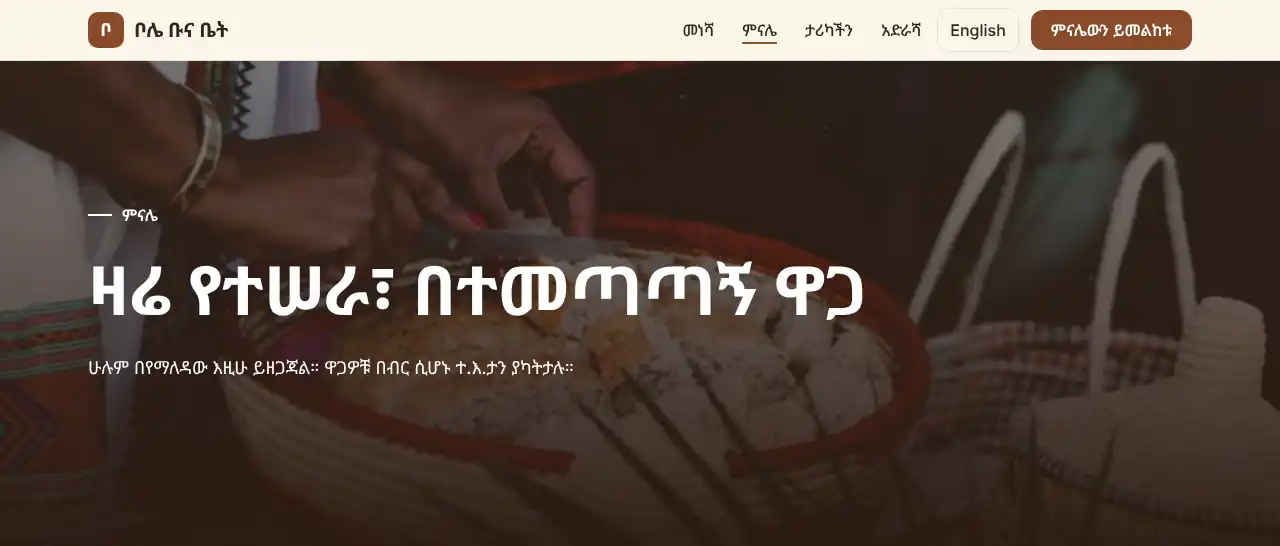 ቦ
ቦሌ ቡና ቤት
መነሻ
ምናሌ
ታሪካችን
አድራሻ
English
ምናሌውን ይመልከቱ
ምናሌ
ዛሬ የተሠራ፣ በተመጣጣኝ ዋጋ
ሁሉም በየማለዳው እዚሁ ይዘጋጃል። ዋጋዎቹ በብር ሲሆኑ ተ.እ.ታን ያካትታሉ።